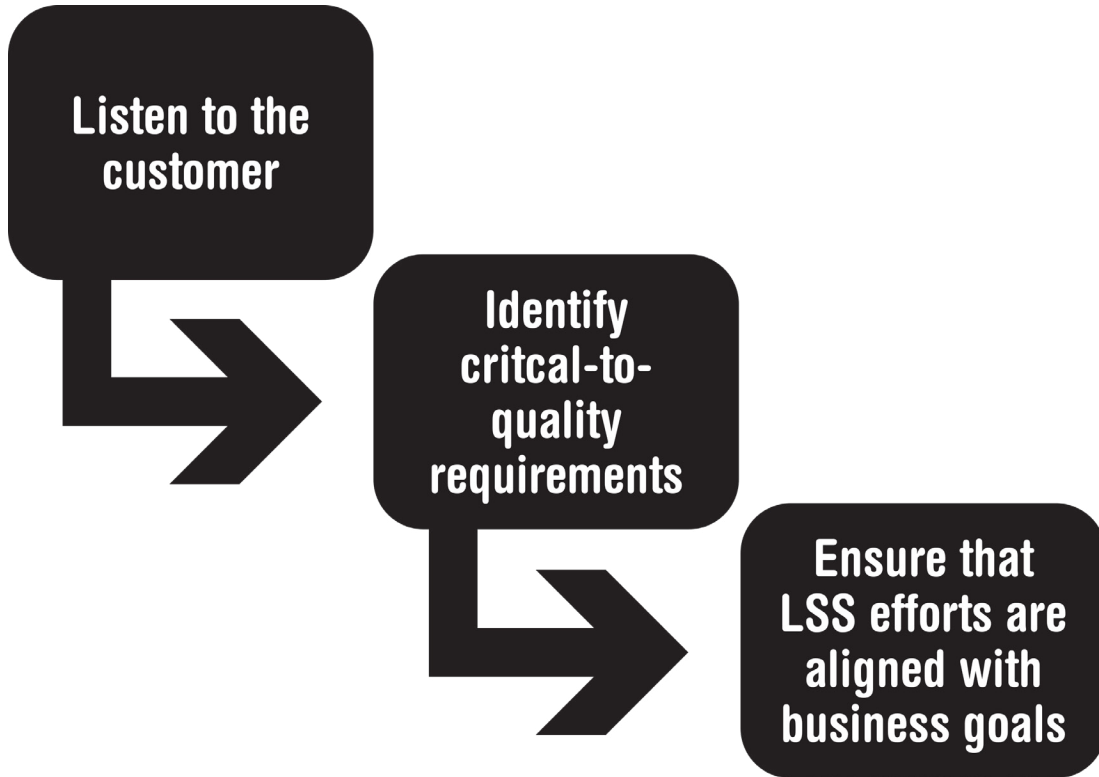 Listen to the
customer
Identify
critcal-to-
quality
requirements
Ensure that
LSS efforts are
aligned with
business goals